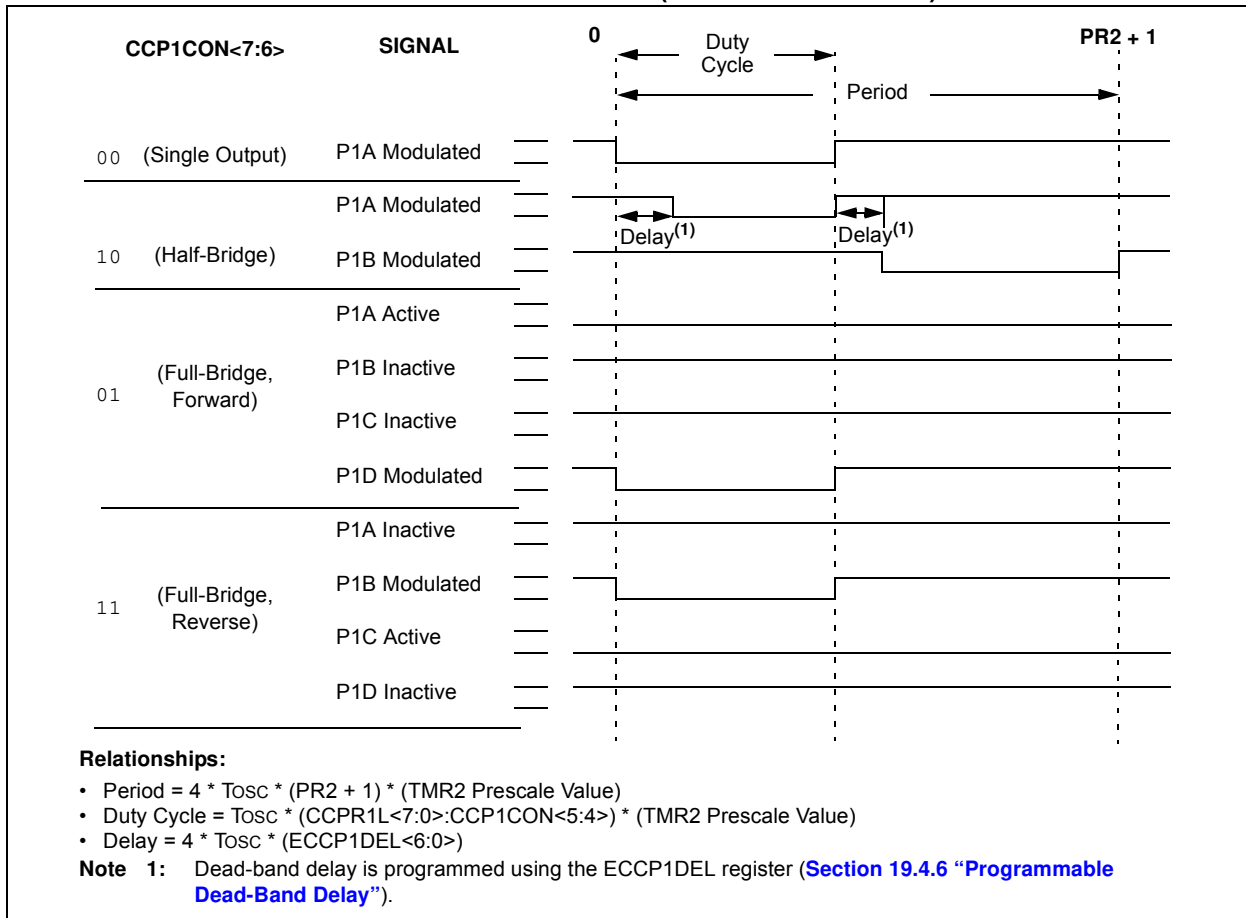 CCP1CON<7:6> SIGNAL 0 Duty Cycle PR2 + 1
Period
00 (Single Output) P1A Modulated
P1A Modulated
Delay(1) Delay(1)
10 (Half-Bridge) P1B Modulated
P1A Active
(Full-Bridge, Forward) P1B Inactive
01
P1C Inactive
P1D Modulated
P1A Inactive
(Full-Bridge, Reverse) P1B Modulated
11
P1C Active
P1D Inactive
Relationships:
• Period = 4 * TOSC * (PR2 + 1) * (TMR2 Prescale Value)
• Duty Cycle = TOSC * (CCPR1L<7:0>:CCP1CON<5:4>) * (TMR2 Prescale Value)
• Delay = 4 * TOSC * (ECCP1DEL<6:0>)
Note 1: Dead-band delay is programmed using the ECCP1DEL register (Section 19.4.6 “Programmable
Dead-Band Delay”).